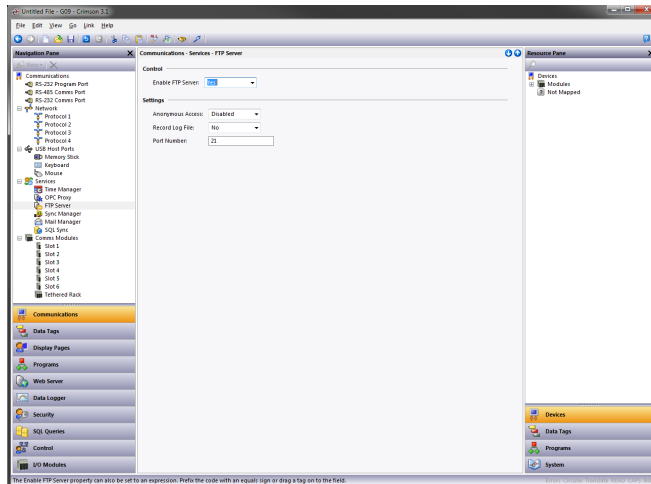 Untitled File - G09 - Crimson 3.1
File Edit View Go Link Help
Navigation Pane
Communications
RS-232 Program Port
RS-485 Comms Port
RS-232 Comms Port
Network
Protocol 1
Protocol 2
Protocol 3
Protocol 4
USB Host Ports
Memory Stick
Keyboard
Mouse
Services
Time Manager
OPC Proxy
FTP Server
Sync Manager
Mail Manager
SQL Sync
Comms Modules
Slot 1
Slot 2
Slot 3
Slot 4
Slot 5
Slot 6
Tethered Rack
Communications
Data Tags
Display Pages
Programs
Web Server
Data Logger
Security
SQL Queries
Control
I/O Modules
Communications - Services - FTP Server
Control
Enable FTP Server: Yes
Settings
Anonymous Access: Disabled
Record Log File: No
Port Number: 21
Resource Pane
Devices
Modules
Not Mapped
Devices
Data Tags
Programs
System
The Enable FTP Server property can also be set to an expression. Prefix the code with an equals sign or drag a tag on to the field.